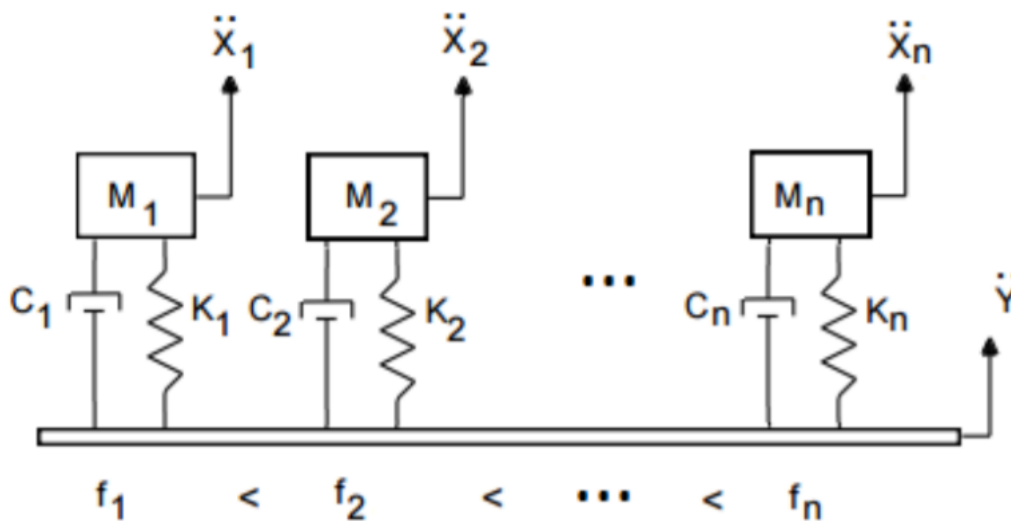 Ẍ₁ Ẍ₂ Ẍₙ
M₁ M₂ Mₙ
C₁ K₁ C₂ K₂ ••• Cₙ Kₙ Ÿ
f₁ < f₂ < ••• < fₙ